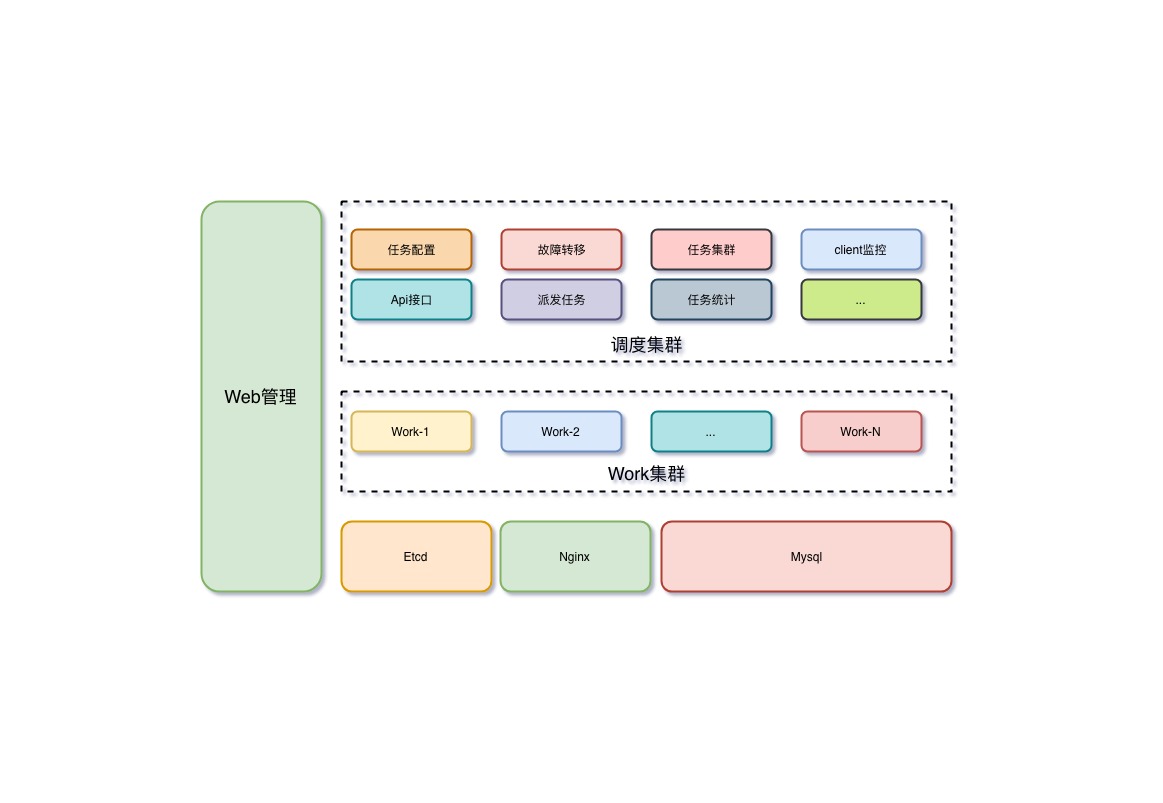 Web管理
任务配置
故障转移
任务集群
client监控
Api接口
派发任务
任务统计
...
调度集群
Work-1
Work-2
...
Work-N
Work集群
Etcd
Nginx
Mysql